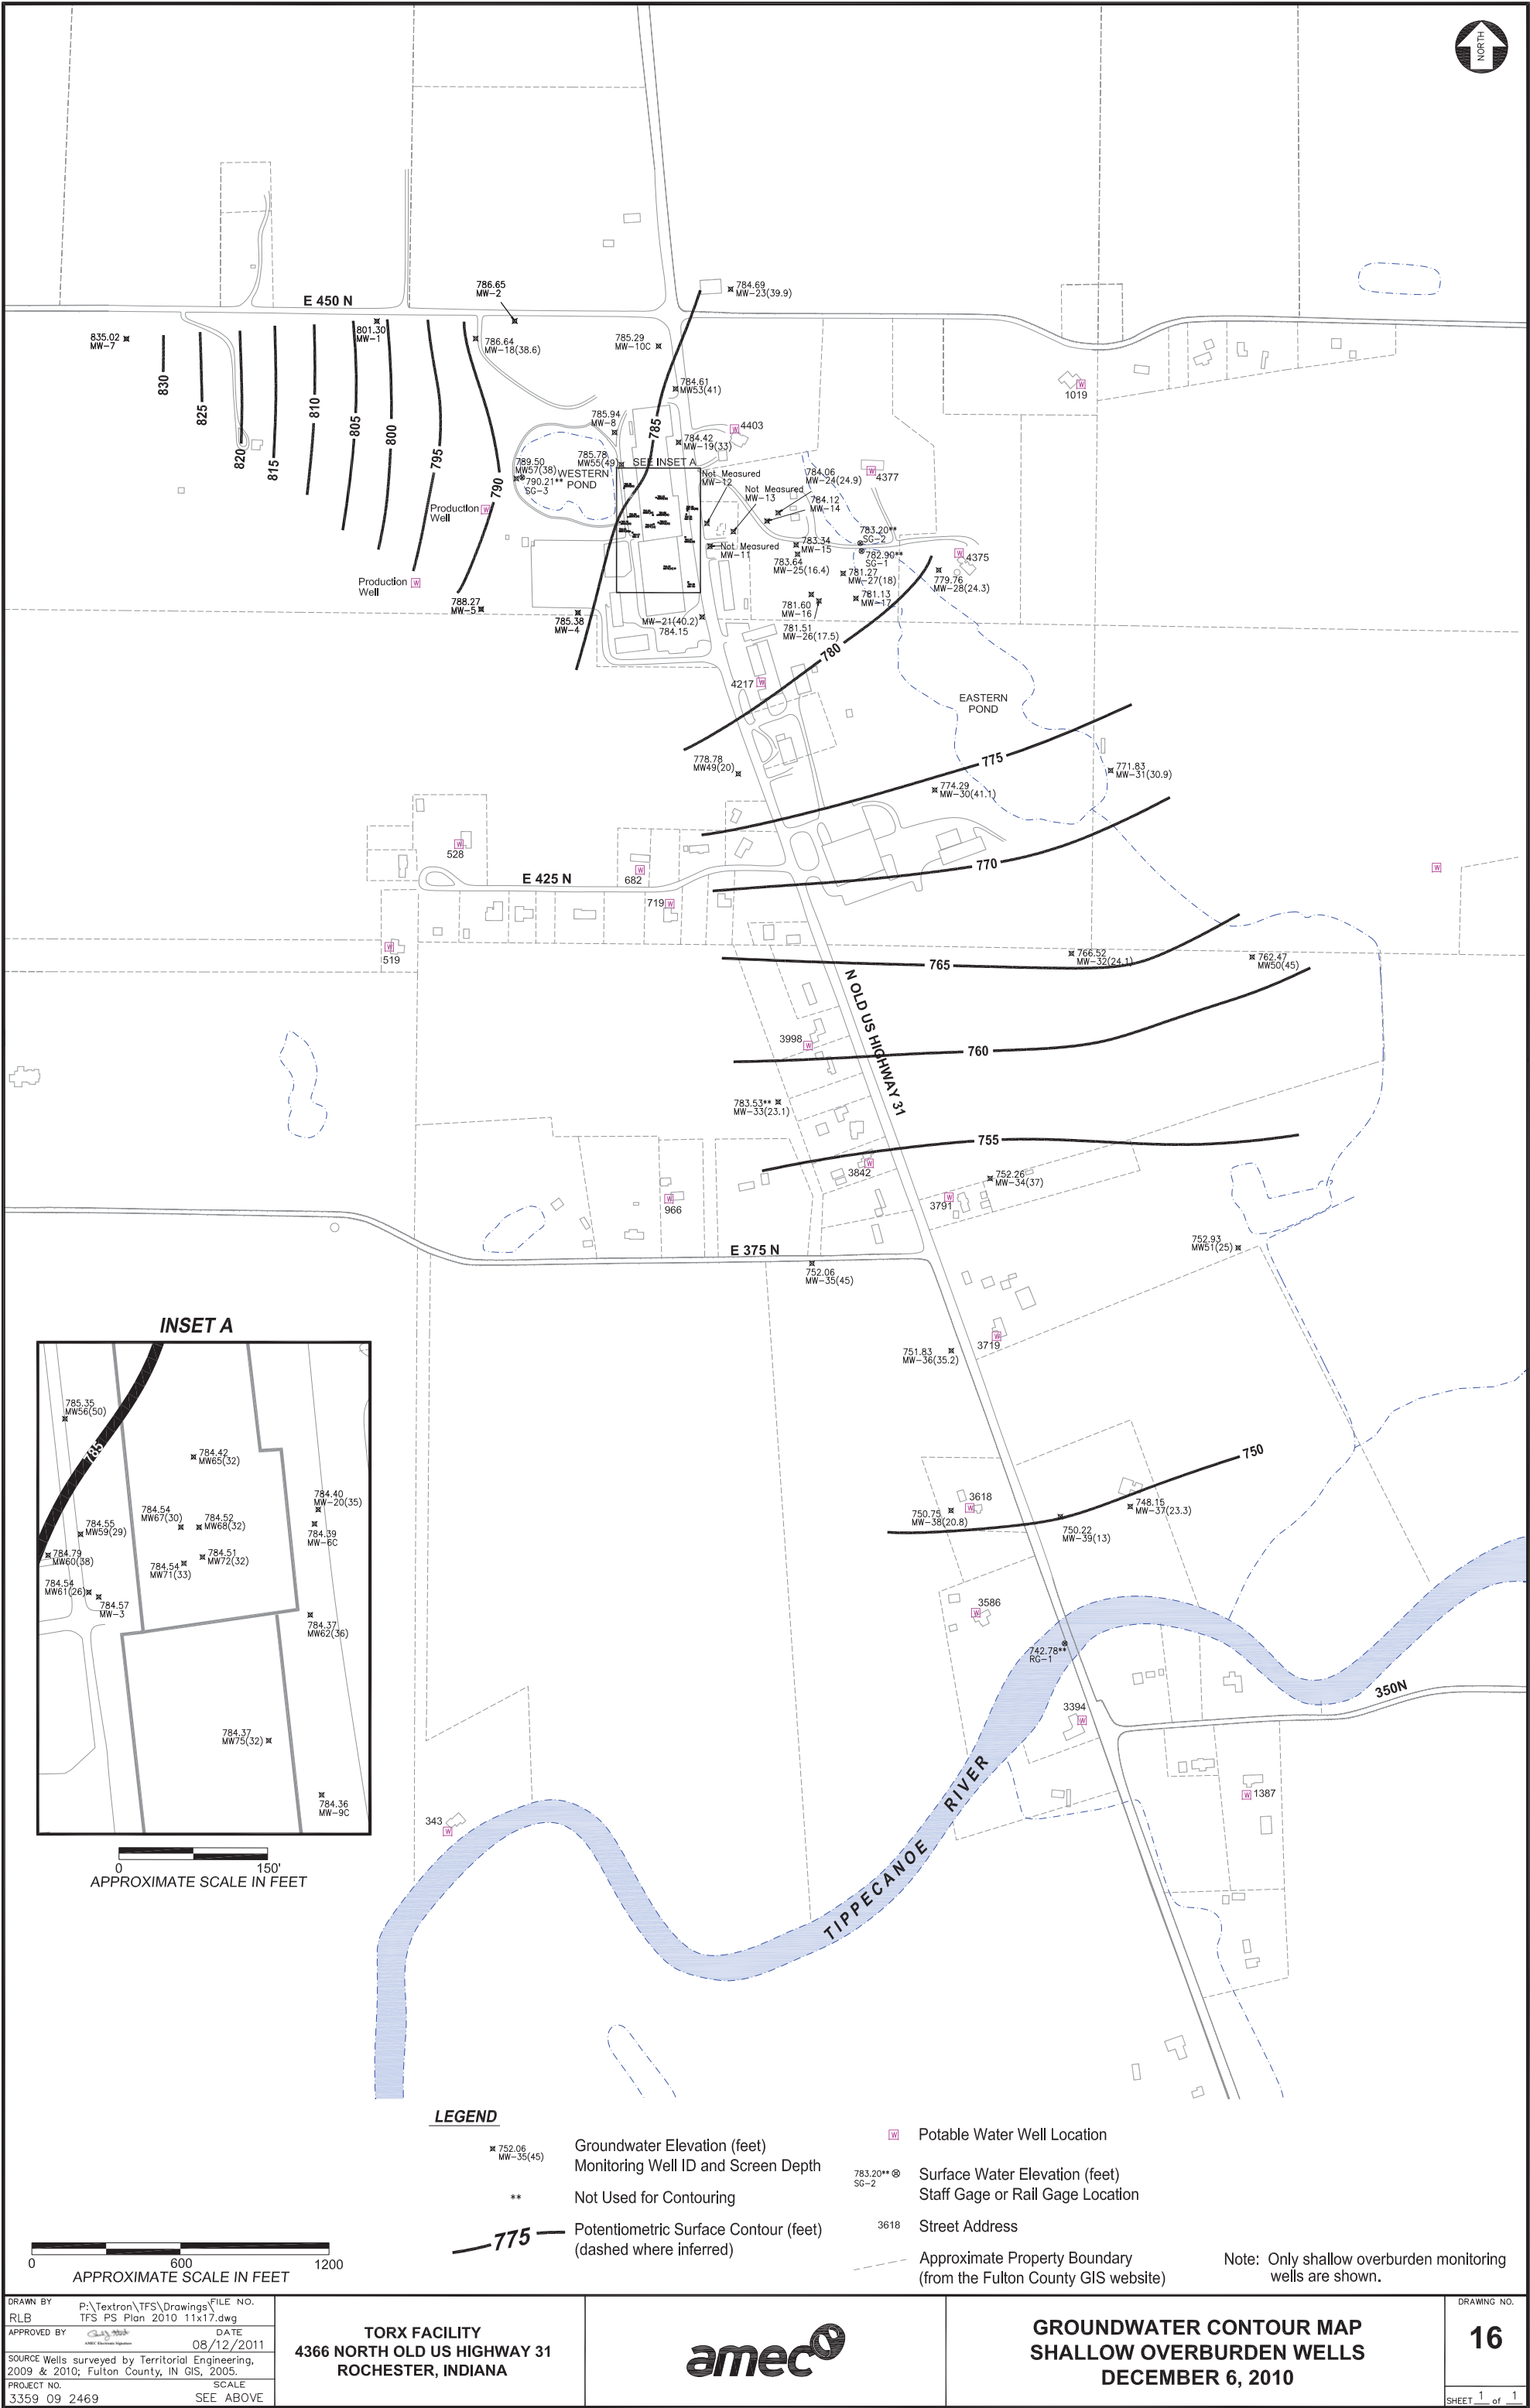 NORTH
E 450 N
835.02
MW-7
830
825
820
815
810
805
800
795
790
801.30
MW-1
786.65
MW-2
786.64
MW-18(38.6)
784.69
MW-23(39.9)
785.29
MW-10C
784.61
MW53(41)
785.94
MW-8
785
784.42
MW-19(33)
4403
785.78
MW55(49)
SEE INSET A
789.50
MW57(38)
790.21**
SG-3
WESTERN
POND
Not Measured
MW-12
Not Measured
MW-13
784.06
MW-24(24.9)
784.12
MW-14
4377
1019
Production
Well
Production
Well
Not Measured
MW-11
783.34
MW-15
783.64
MW-25(16.4)
783.20**
SG-2
782.90**
SG-1
781.27
MW-27(18)
4375
779.76
MW-28(24.3)
788.27
MW-5
785.38
MW-4
MW-21(40.2)
784.15
781.60
MW-16
781.51
MW-26(17.5)
781.13
MW-17
780
4217
EASTERN
POND
778.78
MW49(20)
775
774.29
MW-30(41.1)
771.83
MW-31(30.9)
528
E 425 N
682
719
770
519
765
766.52
MW-32(24.1)
762.47
MW50(45)
N OLD US HIGHWAY 31
3998
760
783.53**
MW-33(23.1)
755
3842
752.26
MW-34(37)
3791
966
E 375 N
752.06
MW-35(45)
752.93
MW51(25)
3719
751.83
MW-36(35.2)
750
3618
750.75
MW-38(20.8)
750.22
MW-39(13)
748.15
MW-37(23.3)
3586
742.78**
RG-1
350N
3394
1387
343
TIPPECANOE RIVER
INSET A
785.35
MW56(50)
785
784.42
MW65(32)
784.40
MW-20(35)
784.54
MW67(30)
784.52
MW68(32)
784.39
MW-6C
784.55
MW59(29)
784.79
MW60(38)
784.51
MW72(32)
784.54
MW71(33)
784.54
MW61(26)
784.57
MW-3
784.37
MW62(36)
784.37
MW75(32)
784.36
MW-9C
0 150'
APPROXIMATE SCALE IN FEET
LEGEND
752.06
MW-35(45)
Groundwater Elevation (feet)
Monitoring Well ID and Screen Depth
** Not Used for Contouring
775
Potentiometric Surface Contour (feet)
(dashed where inferred)
W Potable Water Well Location
783.20**
SG-2
Surface Water Elevation (feet)
Staff Gage or Rail Gage Location
3618 Street Address
Approximate Property Boundary
(from the Fulton County GIS website)
Note: Only shallow overburden monitoring
wells are shown.
0 600 1200
APPROXIMATE SCALE IN FEET
DRAWN BY
RLB
FILE NO.
P:\Textron\TFS\Drawings\
TFS PS Plan 2010 11x17.dwg
APPROVED BY
DATE
08/12/2011
SOURCE Wells surveyed by Territorial Engineering,
2009 & 2010; Fulton County, IN GIS, 2005.
PROJECT NO.
3359 09 2469
SCALE
SEE ABOVE
TORX FACILITY
4366 NORTH OLD US HIGHWAY 31
ROCHESTER, INDIANA
amec
GROUNDWATER CONTOUR MAP
SHALLOW OVERBURDEN WELLS
DECEMBER 6, 2010
DRAWING NO.
16
SHEET 1 of 1